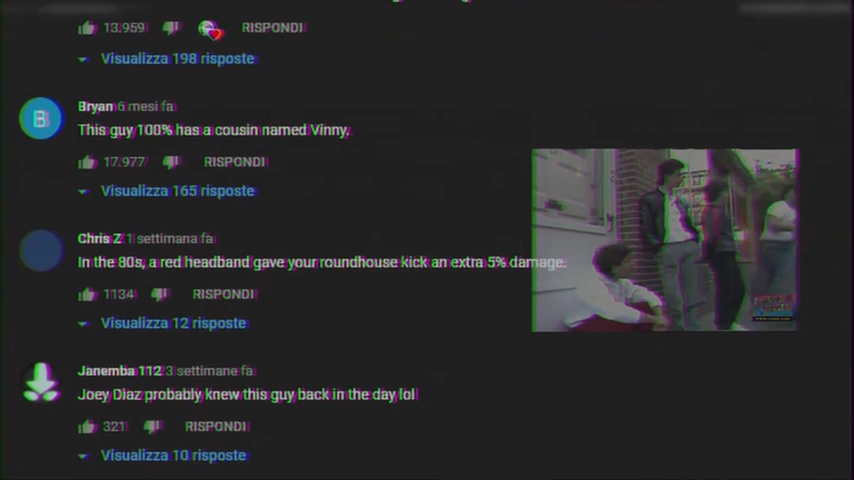 13.959 RISPONDI
Visualizza 198 risposte
B
Bryan 6 mesi fa
This guy 100% has a cousin named Vinny.
17.977 RISPONDI
Visualizza 165 risposte
Chris Z 1 settimana fa
In the 80s, a red headband gave your roundhouse kick an extra 5% damage.
1134 RISPONDI
Visualizza 12 risposte
Janemba 112 3 settimane fa
Joey Diaz probably knew this guy back in the day lol
321 RISPONDI
Visualizza 10 risposte